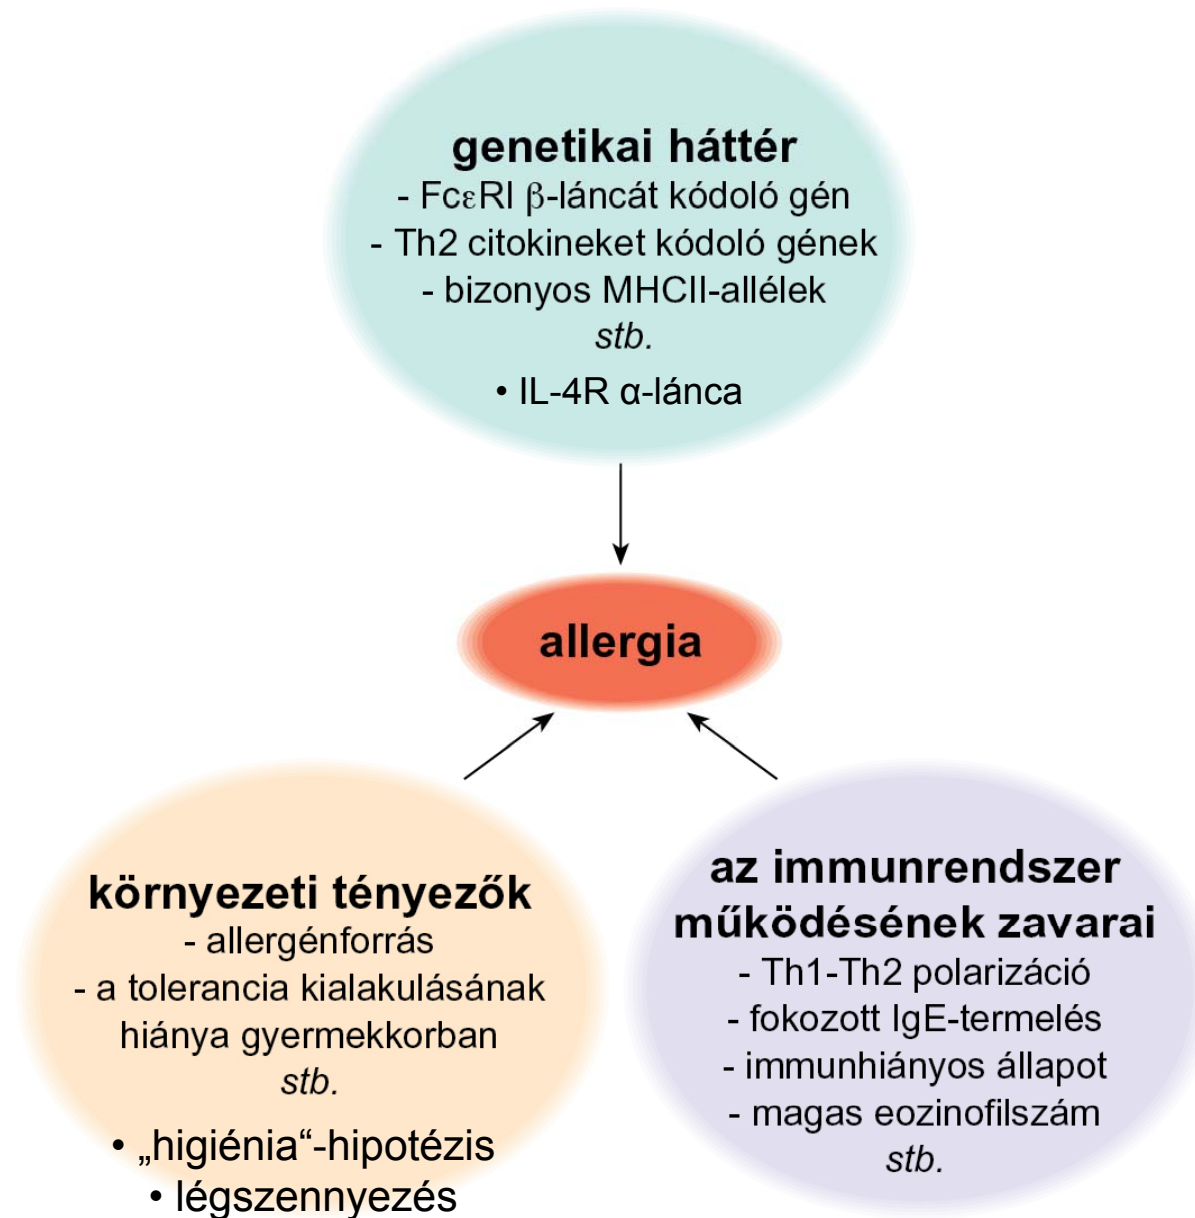 genetikai háttér
- FcεRI β-láncát kódoló gén
- Th2 citokineket kódoló gének
- bizonyos MHCII-allélek
stb.
• IL-4R α-lánca
allergia
környezeti tényezők
- allergénforrás
- a tolerancia kialakulásának
hiánya gyermekkorban
stb.
• „higiénia“-hipotézis
• légszennyezés
az immunrendszer
működésének zavarai
- Th1-Th2 polarizáció
- fokozott IgE-termelés
- immunhiányos állapot
- magas eozinofilszám
stb.